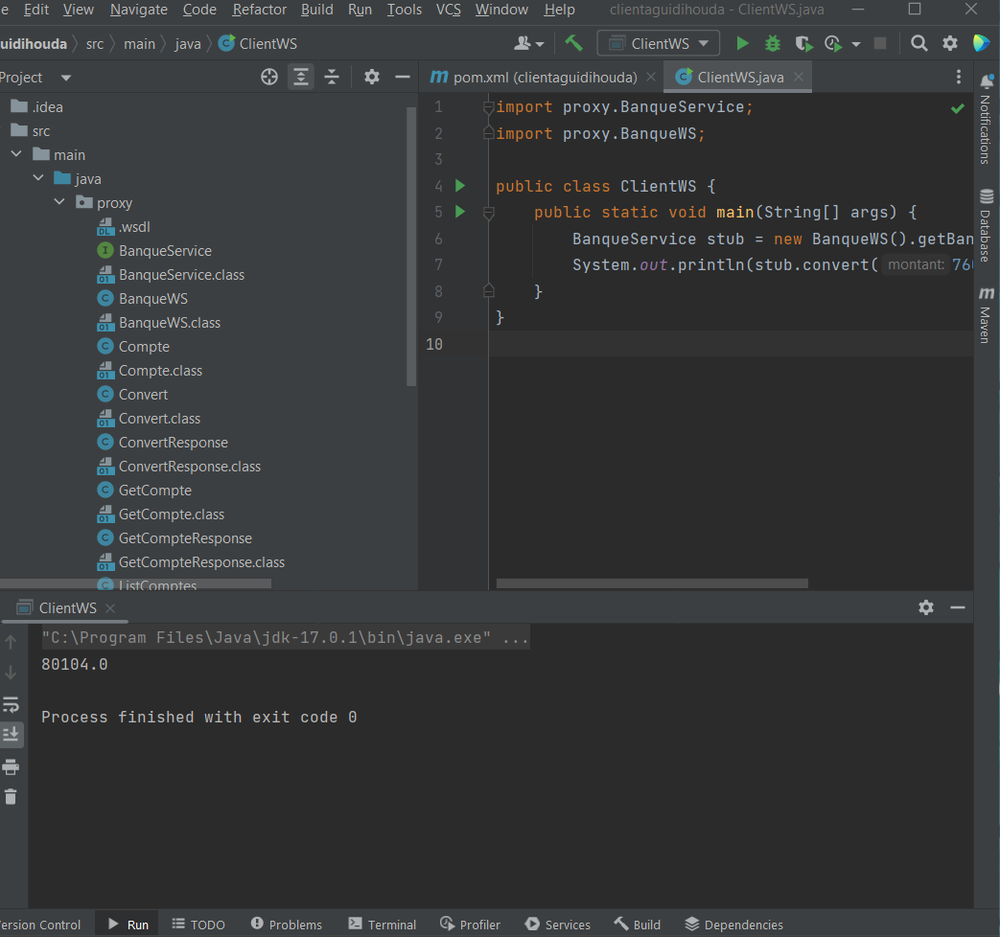 e Edit View Navigate Code Refactor Build Run Tools VCS Window Help clientaguidihouda - ClientWS.java
uidihouda src main java ClientWS
ClientWS
Project
m pom.xml (clientaguidihouda) ClientWS.java
.idea
src
main
java
proxy
.wsdl
BanqueService
BanqueService.class
BanqueWS
BanqueWS.class
Compte
Compte.class
Convert
Convert.class
ConvertResponse
ConvertResponse.class
GetCompte
GetCompte.class
GetCompteResponse
GetCompteResponse.class
ListComptes
1 import proxy.BanqueService;
2 import proxy.BanqueWS;
3
4 public class ClientWS {
5 public static void main(String[] args) {
6 BanqueService stub = new BanqueWS().getBan
7 System.out.println(stub.convert( montant: 76
8 }
9 }
10
Notifications
Database
m Maven
ClientWS
"C:\Program Files\Java\jdk-17.0.1\bin\java.exe" ...
80104.0
Process finished with exit code 0
ersion Control Run TODO Problems Terminal Profiler Services Build Dependencies